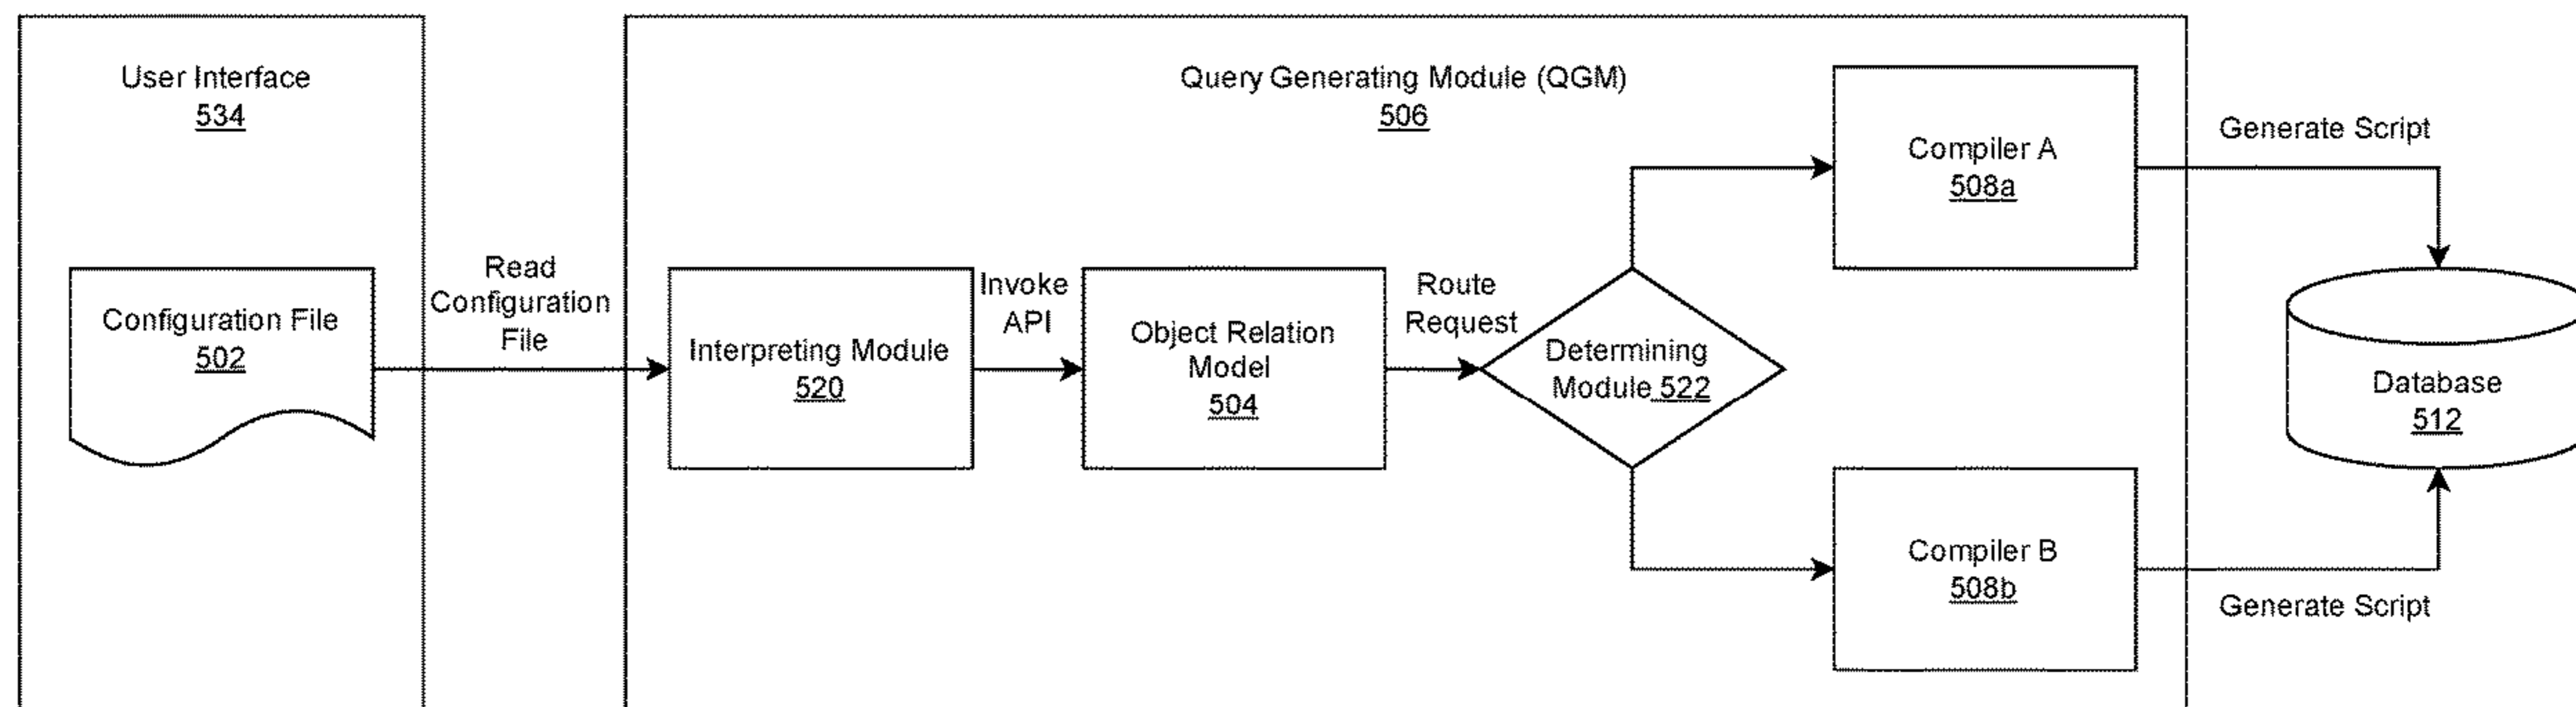 User Interface
534
Configuration File
502
Read
Configuration
File
Query Generating Module (QGM)
506
Interpreting Module
520
Invoke
API
Object Relation
Model
504
Route
Request
Determining
Module 522
Compiler A
508a
Compiler B
508b
Generate Script
Database
512
Generate Script